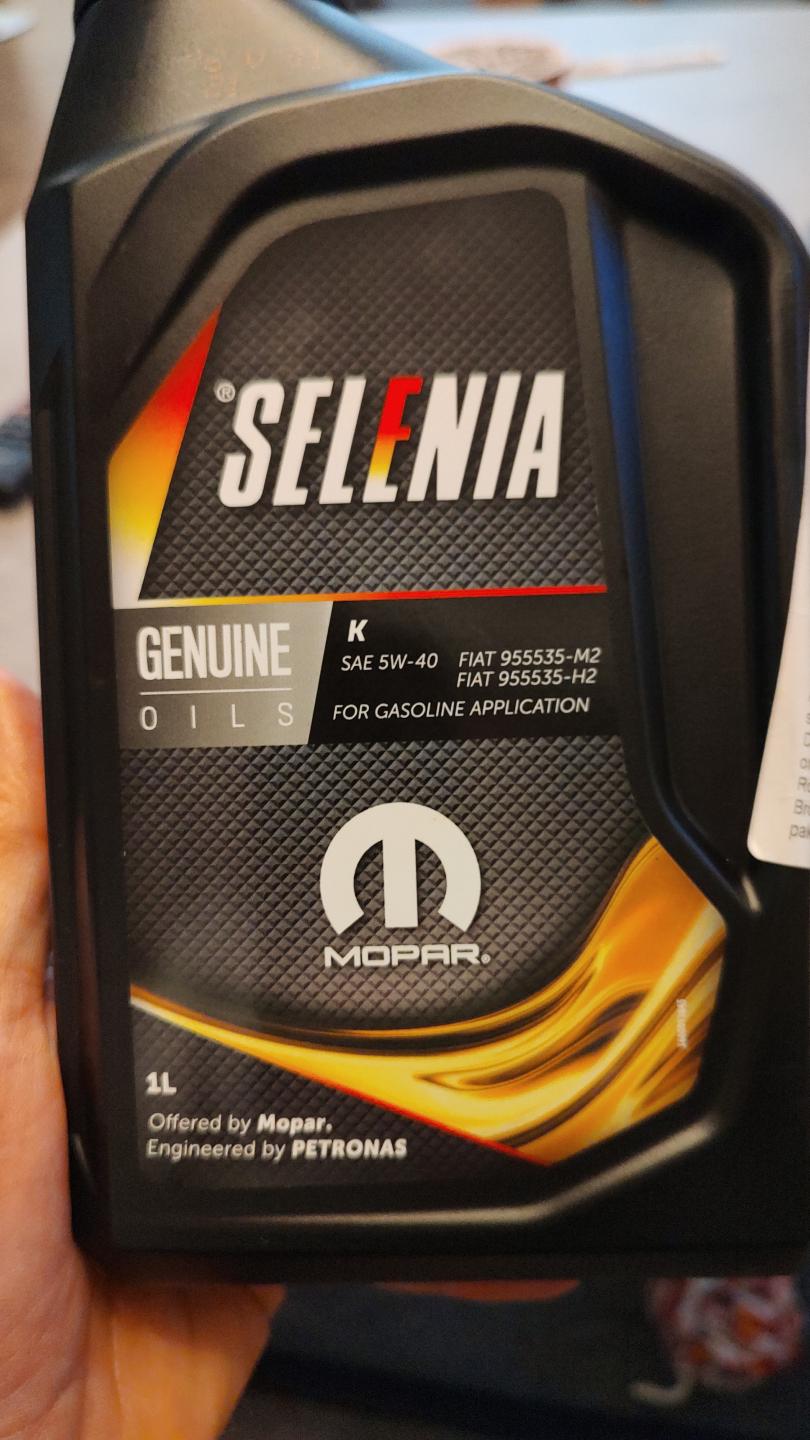 ®SELENIA
GENUINE
OILS
K
SAE 5W-40 FIAT 955535-M2
FIAT 955535-H2
FOR GASOLINE APPLICATION
MOPAR®
1L
Offered by Mopar.
Engineered by PETRONAS